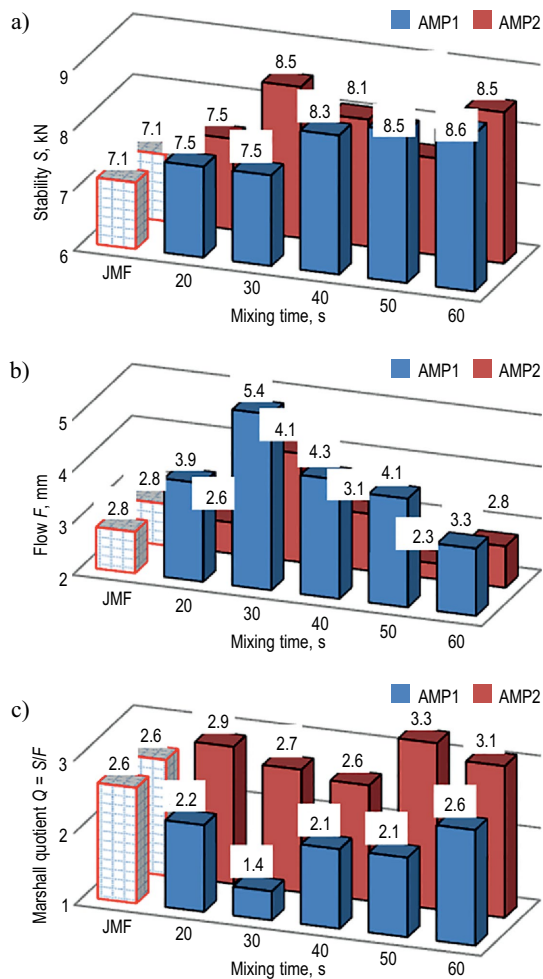 a)
AMP1 AMP2
Stability S, kN
9
8
7
6
7.1 7.1 7.5 7.5 7.5 8.5 8.3 8.1 8.5 8.6 8.5
JMF 20 30 40 50 60
Mixing time, s
b)
AMP1 AMP2
Flow F, mm
5
4
3
2
2.8 2.8 3.9 2.6 5.4 4.1 4.3 3.1 4.1 2.3 3.3 2.8
JMF 20 30 40 50 60
Mixing time, s
c)
AMP1 AMP2
Marshall quotient Q = S/F
3
2
1
2.6 2.6 2.2 2.9 1.4 2.7 2.1 2.6 2.1 3.3 2.6 3.1
JMF 20 30 40 50 60
Mixing time, s